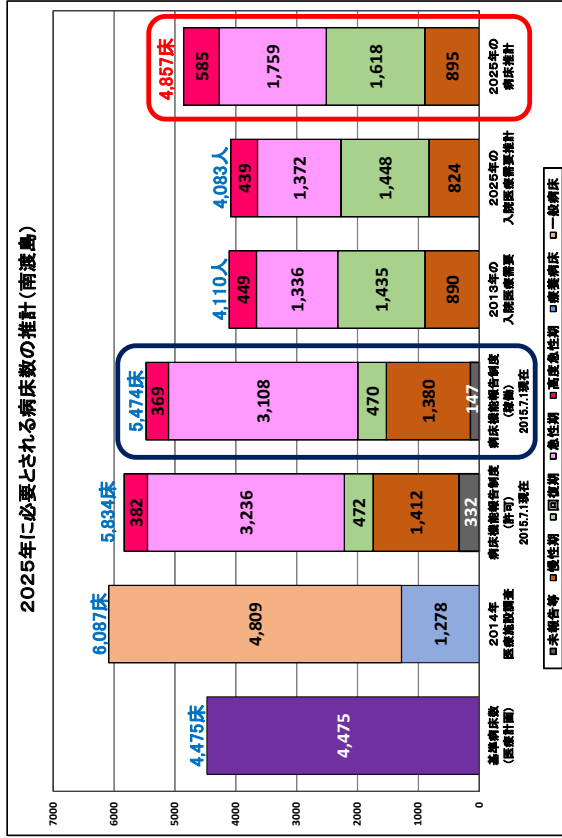 2025年に必要とされる病床数の推計(南渡島)
7000
6000
5000
4000
3000
2000
1000
0
4,475床
4,475
基準病床数
(医療計画)
6,087床
4,809
1,278
2014年
医療施設調査
5,834床
382
3,236
472
1,412
332
病床機能報告制度
(許可)
2015.7.1現在
5,474床
369
3,108
470
1,380
147
病床機能報告制度
(稼働)
2015.7.1現在
4,110人
449
1,336
1,435
890
2013年の
入院医療需要
4,083人
439
1,372
1,448
824
2025年の
入院医療需要推計
4,857床
585
1,759
1,618
895
2025年の
病床推計
未報告等 慢性期 回復期 急性期 高度急性期 療養病床 一般病床